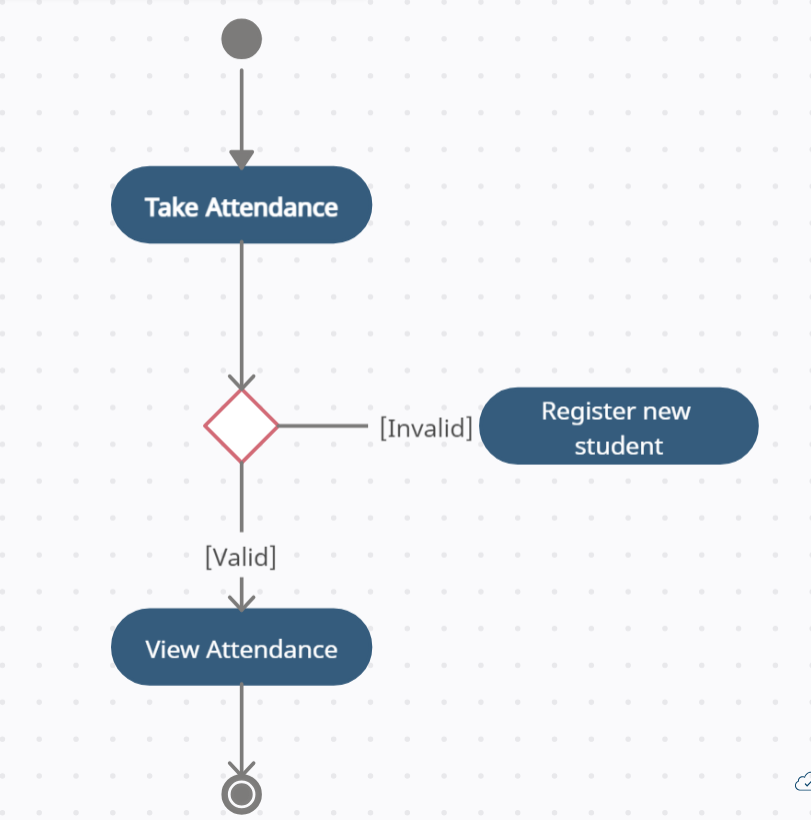 Take Attendance
[Invalid]
Register new
student
[Valid]
View Attendance